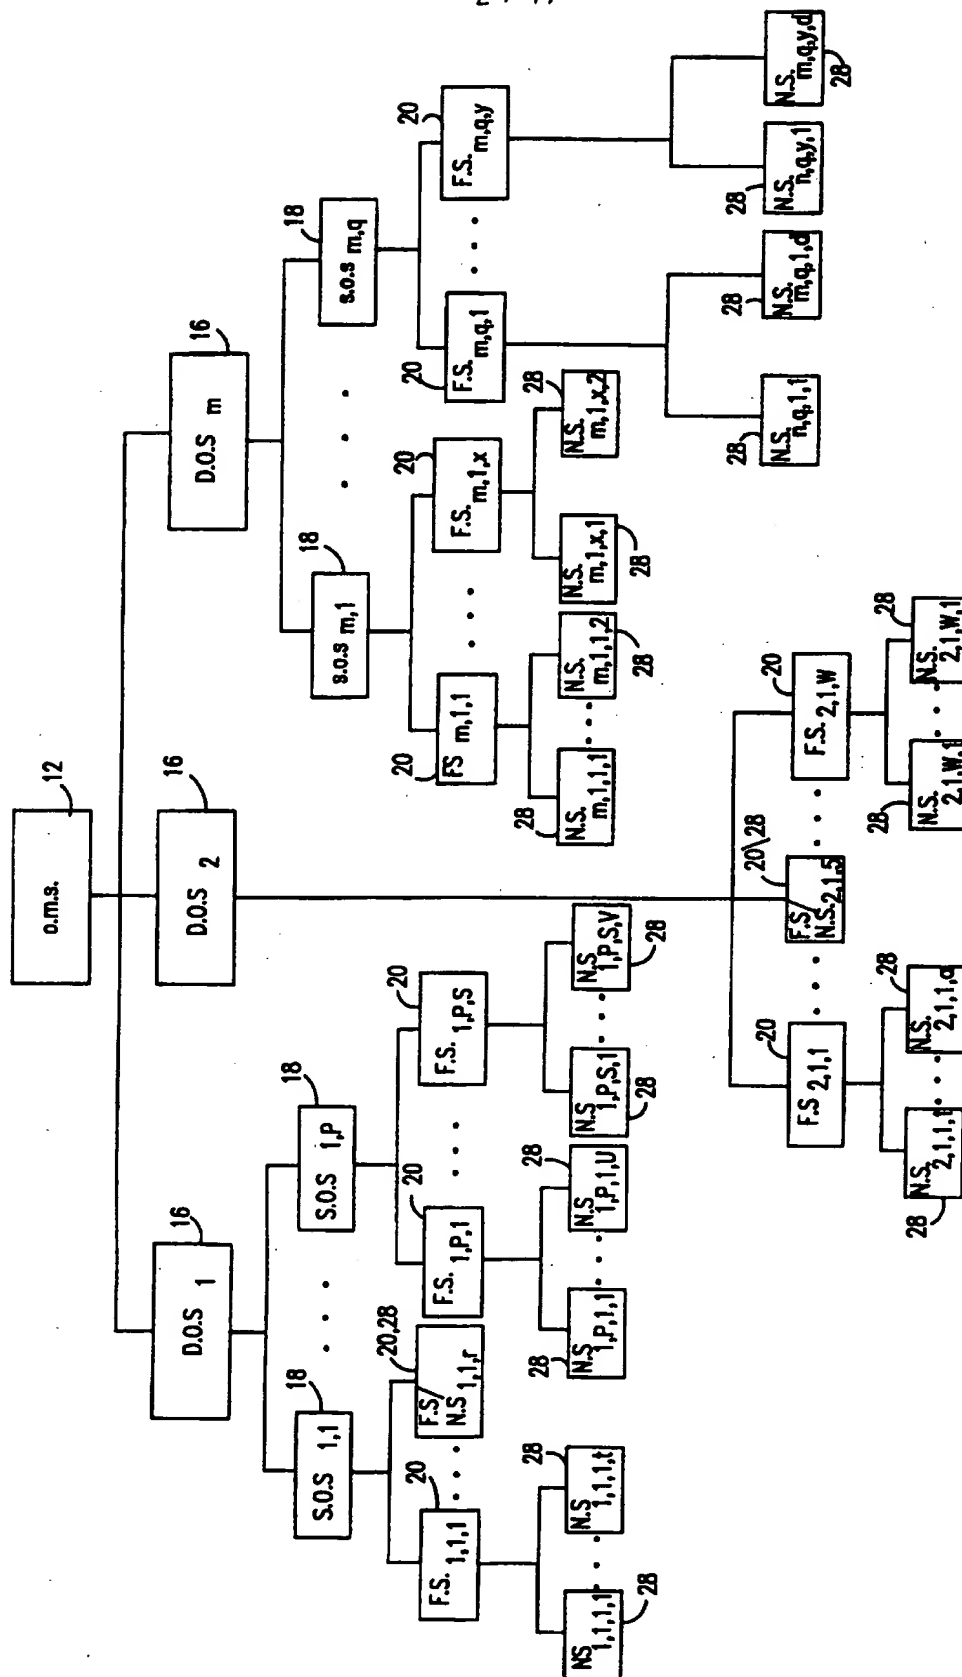 o.m.s.
12
D.O.S 1
16
D.O.S 2
16
D.O.S m
16
S.O.S 1,1
18
S.O.S 1,P
18
s.o.s m,1
18
s.o.s m,q
18
F.S. 1,1,1
20
F.S N.S 1,1,r
20,28
F.S. 1,P,1
20
F.S. 1,P,S
20
FS m,1,1
20
F.S. m,1,x
20
F.S. m,q,1
20
F.S. m,q,y
20
NS 1,1,1,1
28
N.S 1,1,1,t
28
N.S 1,P,1,1
28
N.S 1,P,1,U
28
N.S 1,P,S,1
28
N.S 1,P,S,V
28
N.S. m,1,1,1
28
N.S. m,1,1,2
28
N.S. m,1,x,1
28
N.S. m,1,x,2
28
N.S. n,q,1,1
28
N.S. m,q,1,d
28
N.S. n,q,y,1
28
N.S. m,q,y,d
28
F.S 2,1,1
20
F.S N.S. 2,1,5
20\28
F.S. 2,1,W
20
N.S. 2,1,1,1
28
N.S. 2,1,1,q
28
N.S. 2,1,W,1
28
N.S. 2,1,W,1
28